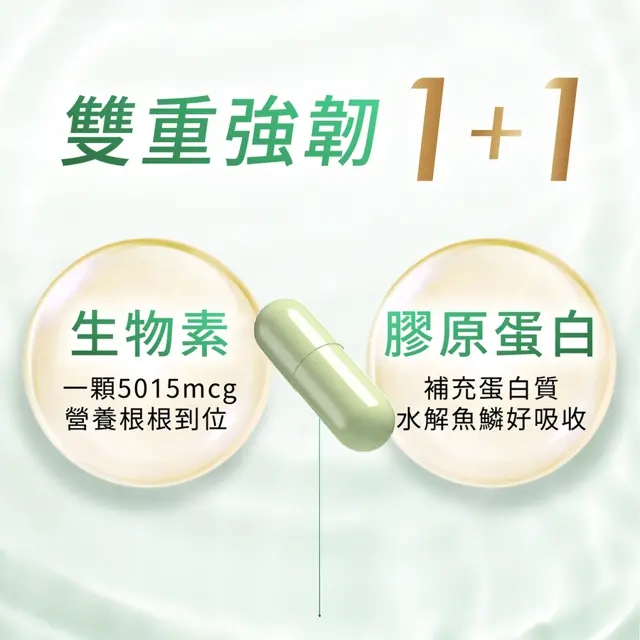 雙重強韌 1+1
生物素
一顆5015mcg
營養根根到位
膠原蛋白
補充蛋白質
水解魚鱗好吸收